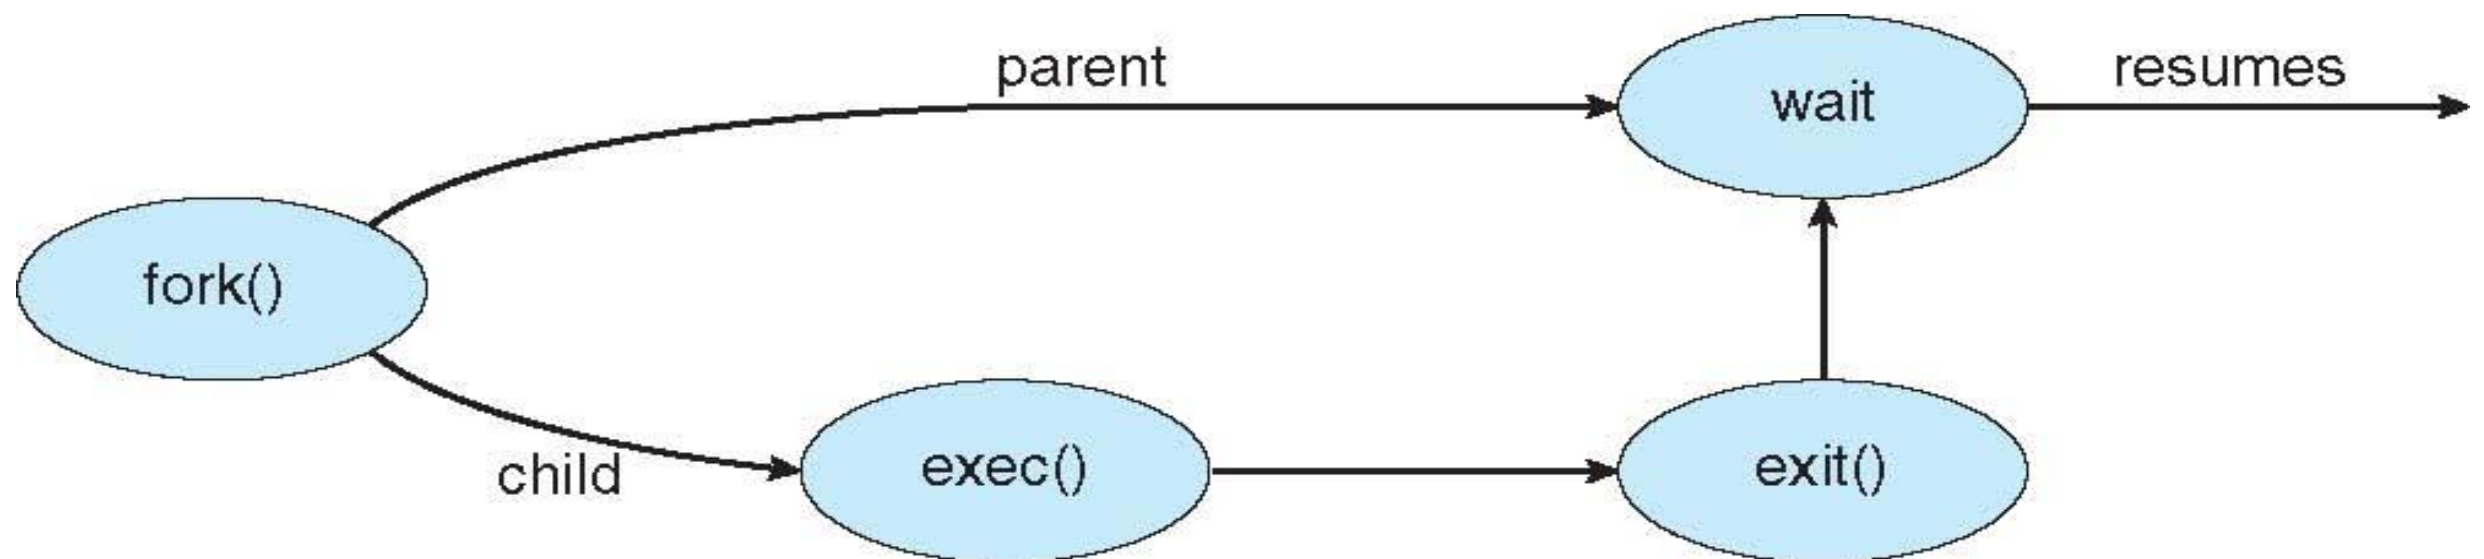 parent
wait
resumes
fork()
child
exec()
exit()